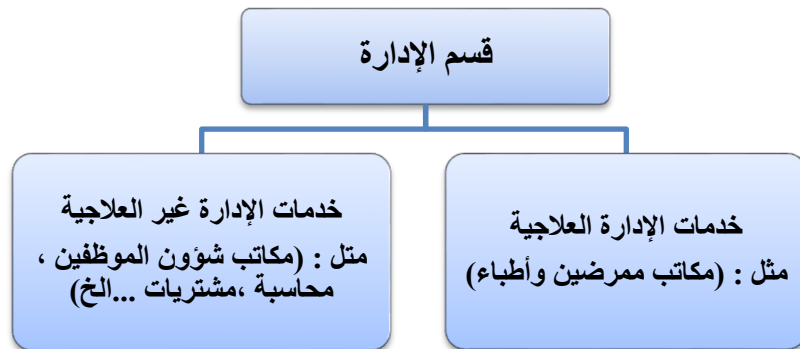 قسم الإدارة
خدمات الإدارة العلاجية
مثل : (مكاتب ممرضين وأطباء)
خدمات الإدارة غير العلاجية
متل : (مكاتب شؤون الموظفين ،
محاسبة ،مشتريات ...الخ)